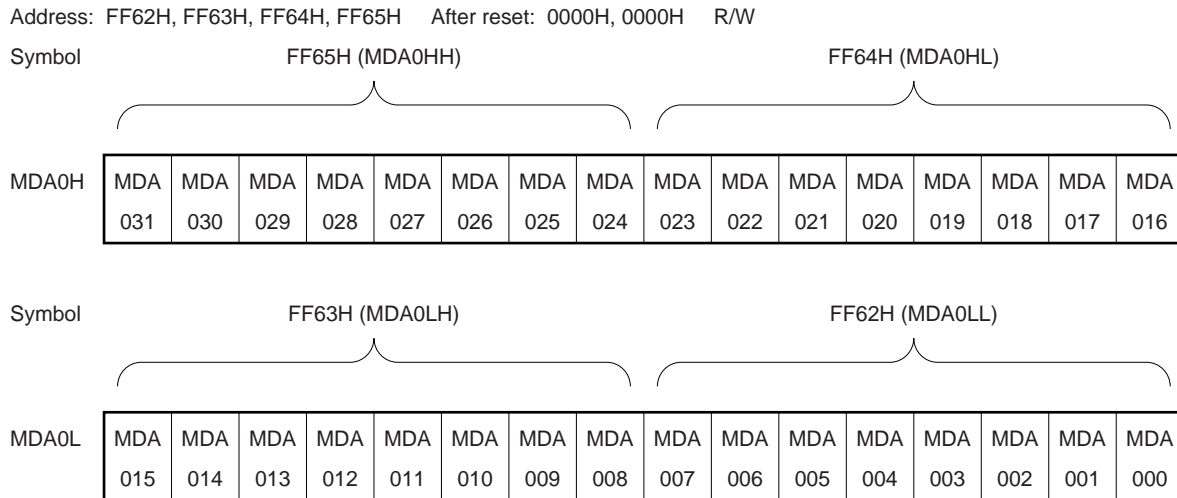 Address: FF62H, FF63H, FF64H, FF65H After reset: 0000H, 0000H R/W
Symbol FF65H (MDA0HH) FF64H (MDA0HL)
MDA0H MDA MDA MDA MDA MDA MDA MDA MDA MDA MDA MDA MDA MDA MDA MDA MDA
031 030 029 028 027 026 025 024 023 022 021 020 019 018 017 016
Symbol FF63H (MDA0LH) FF62H (MDA0LL)
MDA0L MDA MDA MDA MDA MDA MDA MDA MDA MDA MDA MDA MDA MDA MDA MDA MDA
015 014 013 012 011 010 009 008 007 006 005 004 003 002 001 000